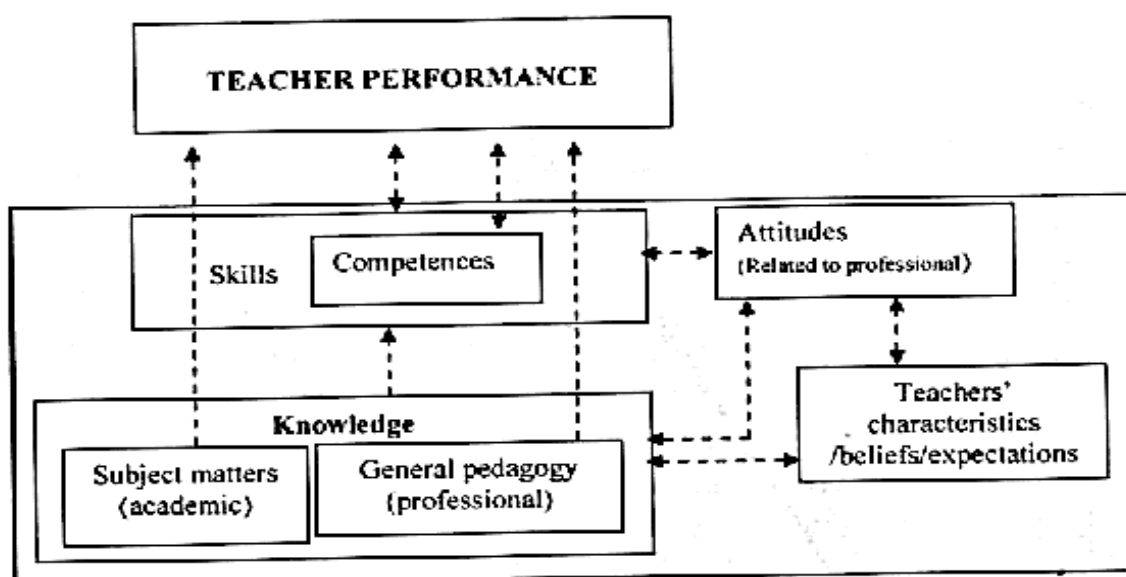 TEACHER PERFORMANCE
Skills
Competences
Attitudes
(Related to professional)
Knowledge
Subject matters
(academic)
General pedagogy
(professional)
Teachers'
characteristics
/beliefs/expectations